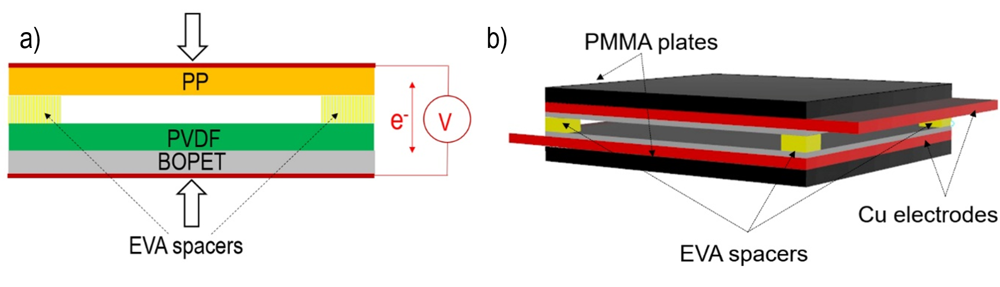 a)
PP
PVDF
BOPET
e-
V
EVA spacers
b)
PMMA plates
Cu electrodes
EVA spacers